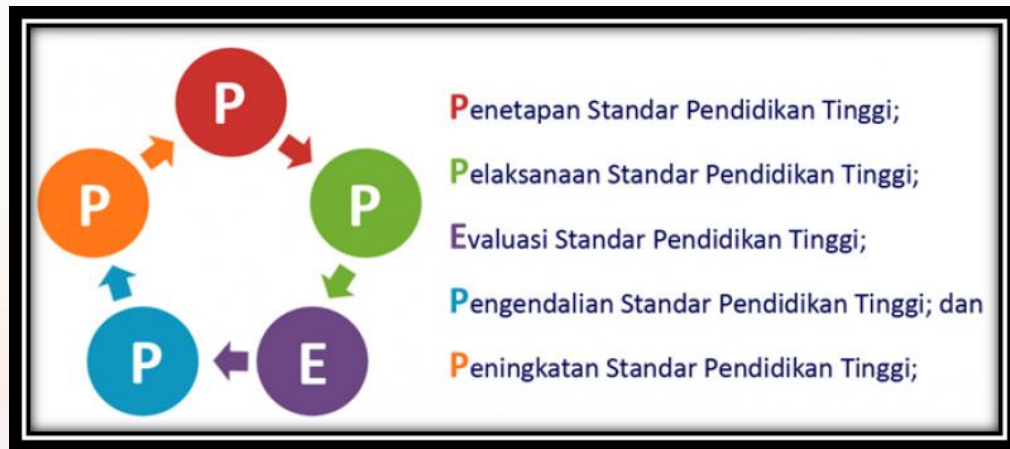 P
P
P
P
E
Penetapan Standar Pendidikan Tinggi;
Pelaksanaan Standar Pendidikan Tinggi;
Evaluasi Standar Pendidikan Tinggi;
Pengendalian Standar Pendidikan Tinggi; dan
Peningkatan Standar Pendidikan Tinggi;